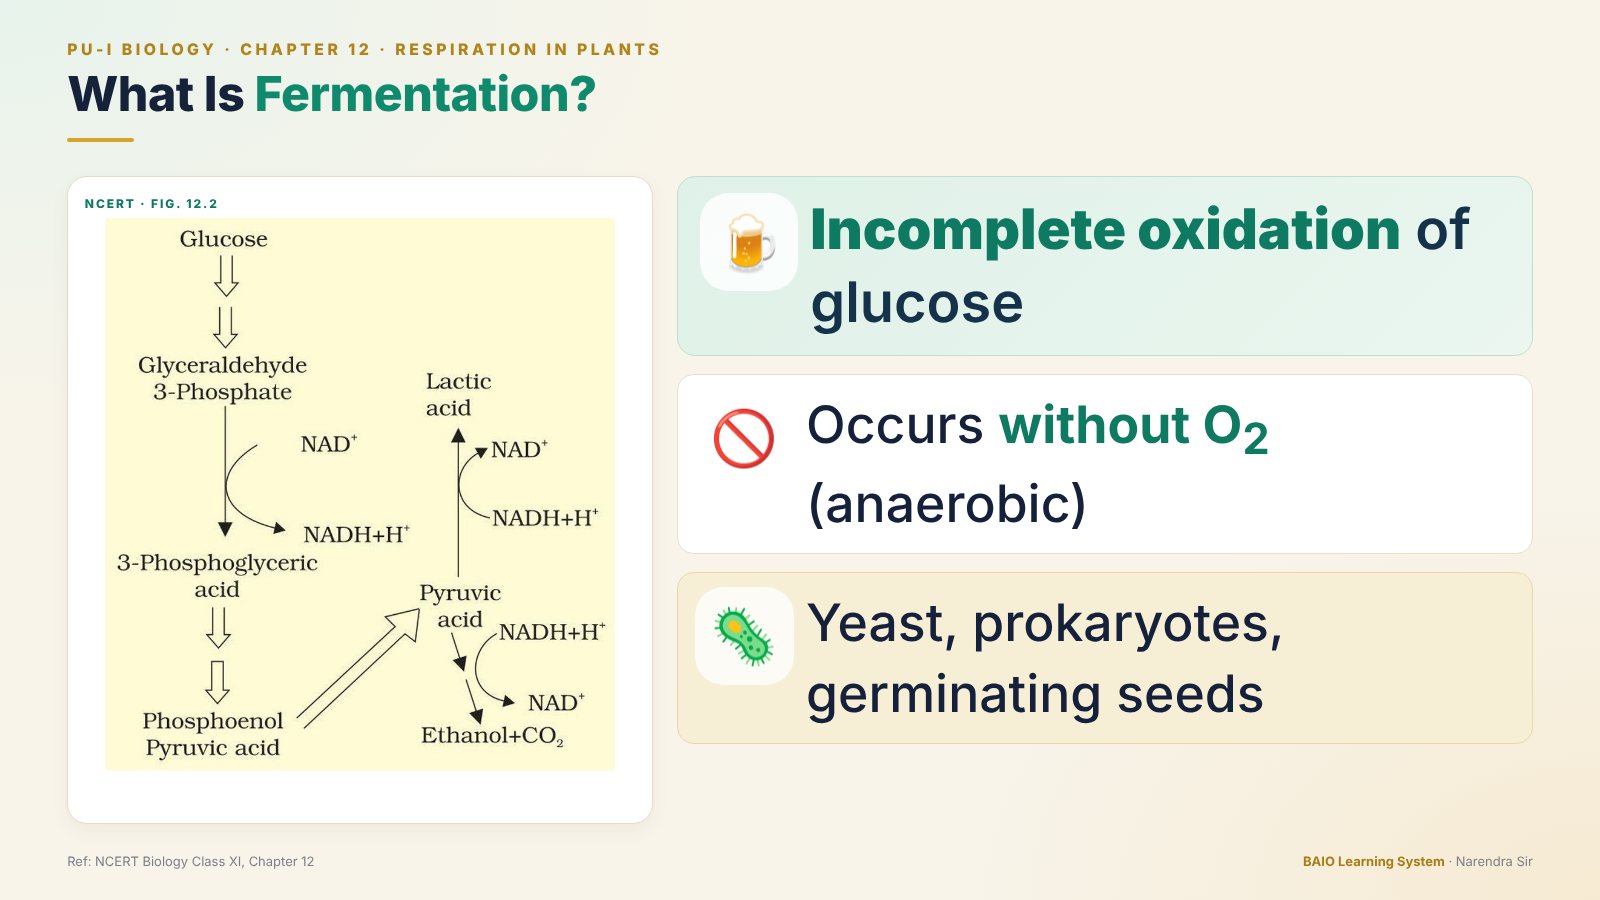 PU-I BIOLOGY · CHAPTER 12 · RESPIRATION IN PLANTS
What Is Fermentation?
NCERT · FIG. 12.2
Glucose
Glyceraldehyde
3-Phosphate
NAD+
NADH+H+
3-Phosphoglyceric
acid
Phosphoenol
Pyruvic acid
Lactic
acid
NAD+
NADH+H+
Pyruvic
acid
NADH+H+
NAD+
Ethanol+CO2
Incomplete oxidation of
glucose
Occurs without O2
(anaerobic)
Yeast, prokaryotes,
germinating seeds
Ref: NCERT Biology Class XI, Chapter 12
BAIO Learning System · Narendra Sir